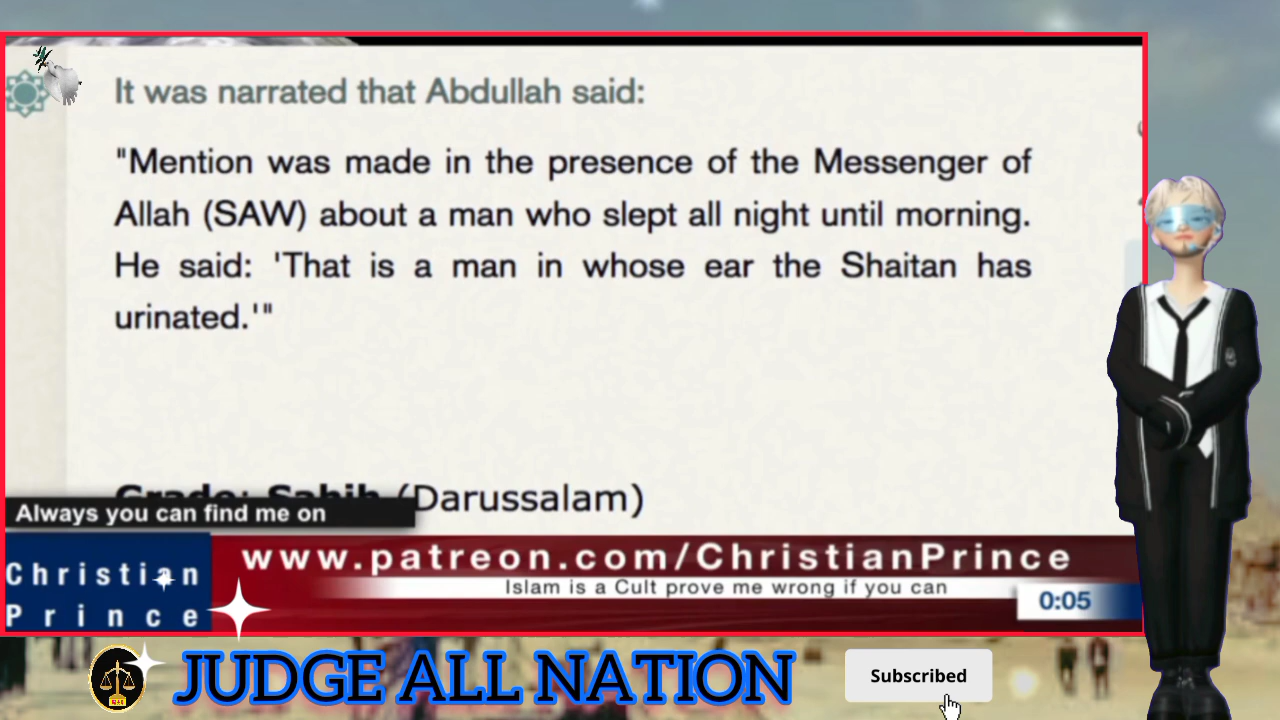 It was narrated that Abdullah said:
"Mention was made in the presence of the Messenger of
Allah (SAW) about a man who slept all night until morning.
He said: 'That is a man in whose ear the Shaitan has
urinated.'"
Grade: Sahih (Darussalam)
Always you can find me on
Christian
Prince
www.patreon.com/ChristianPrince
Islam is a Cult prove me wrong if you can
0:05
JUDGE ALL NATION
Subscribed